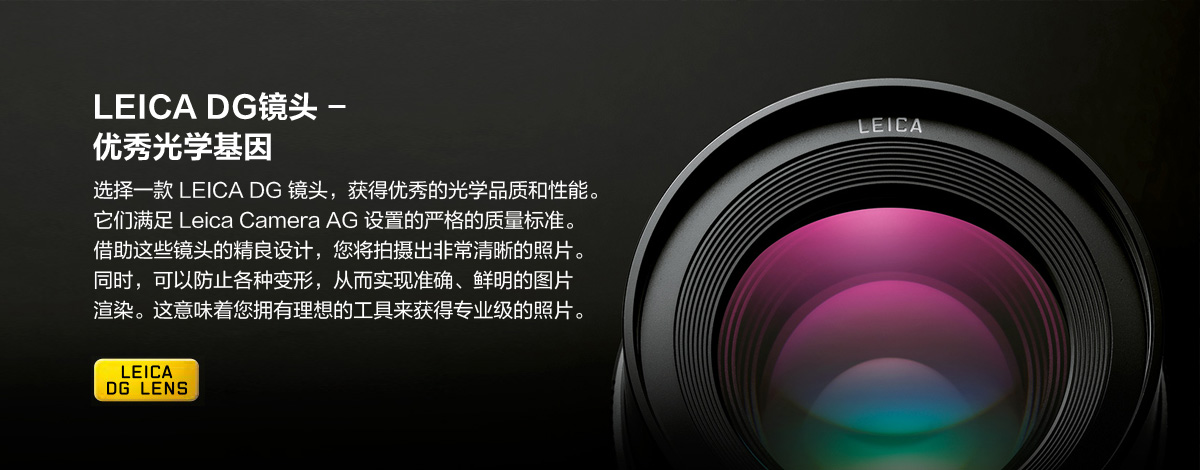 LEICA DG镜头 –
优秀光学基因
选择一款 LEICA DG 镜头，获得优秀的光学品质和性能。
它们满足 Leica Camera AG 设置的严格的质量标准。
借助这些镜头的精良设计，您将拍摄出非常清晰的照片。
同时，可以防止各种变形，从而实现准确、鲜明的图片
渲染。这意味着您拥有理想的工具来获得专业级的照片。
LEICA
DG LENS
LEICA